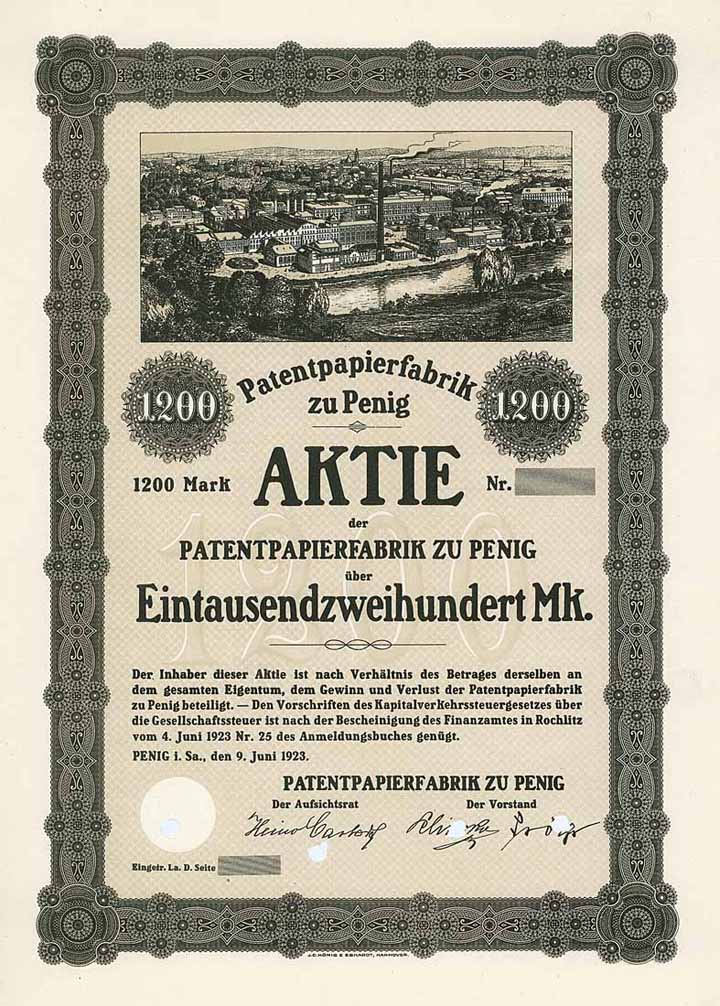 Patentpapierfabrik
zu Penig
1200 1200
1200 Mark AKTIE Nr.
der
PATENTPAPIERFABRIK ZU PENIG
über
Eintausendzweihundert Mk.
1200
Der Inhaber dieser Aktie ist nach Verhältnis des Betrages derselben an
dem gesamten Eigentum, dem Gewinn und Verlust der Patentpapierfabrik
zu Penig beteiligt. — Den Vorschriften des Kapitalverkehrssteuergesetzes über
die Gesellschaftssteuer ist nach der Bescheinigung des Finanzamtes in Rochlitz
vom 4. Juni 1923 Nr. 25 des Anmeldungsbuches genügt.
PENIG i. Sa., den 9. Juni 1923.
PATENTPAPIERFABRIK ZU PENIG
Der Aufsichtsrat Der Vorstand
Eingetr. La. D. Seite
J.C. KÖNIG & EBHARDT, HANNOVER.